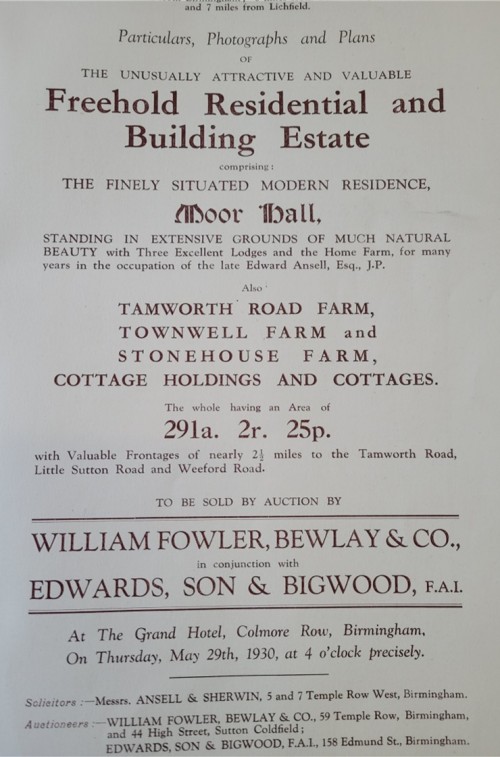 and 7 miles from Lichfield.
Particulars, Photographs and Plans
OF
THE UNUSUALLY ATTRACTIVE AND VALUABLE
Freehold Residential and
Building Estate
comprising:
THE FINELY SITUATED MODERN RESIDENCE,
Moor Hall,
STANDING IN EXTENSIVE GROUNDS OF MUCH NATURAL
BEAUTY with Three Excellent Lodges and the Home Farm, for many
years in the occupation of the late Edward Ansell, Esq., J.P.
Also
TAMWORTH ROAD FARM,
TOWNWELL FARM and
STONEHOUSE FARM,
COTTAGE HOLDINGS AND COTTAGES.
The whole having an Area of
291a. 2r. 25p.
with Valuable Frontages of nearly 2½ miles to the Tamworth Road,
Little Sutton Road and Weeford Road.
TO BE SOLD BY AUCTION BY
WILLIAM FOWLER, BEWLAY & CO.,
in conjunction with
EDWARDS, SON & BIGWOOD, F.A.I.
At The Grand Hotel, Colmore Row, Birmingham,
On Thursday, May 29th, 1930, at 4 o'clock precisely.
Solicitors :—Messrs. ANSELL & SHERWIN, 5 and 7 Temple Row West, Birmingham.
Auctioneers :—WILLIAM FOWLER, BEWLAY & CO., 59 Temple Row, Birmingham,
and 44 High Street, Sutton Coldfield;
EDWARDS, SON & BIGWOOD, F.A.I., 158 Edmund St., Birmingham.